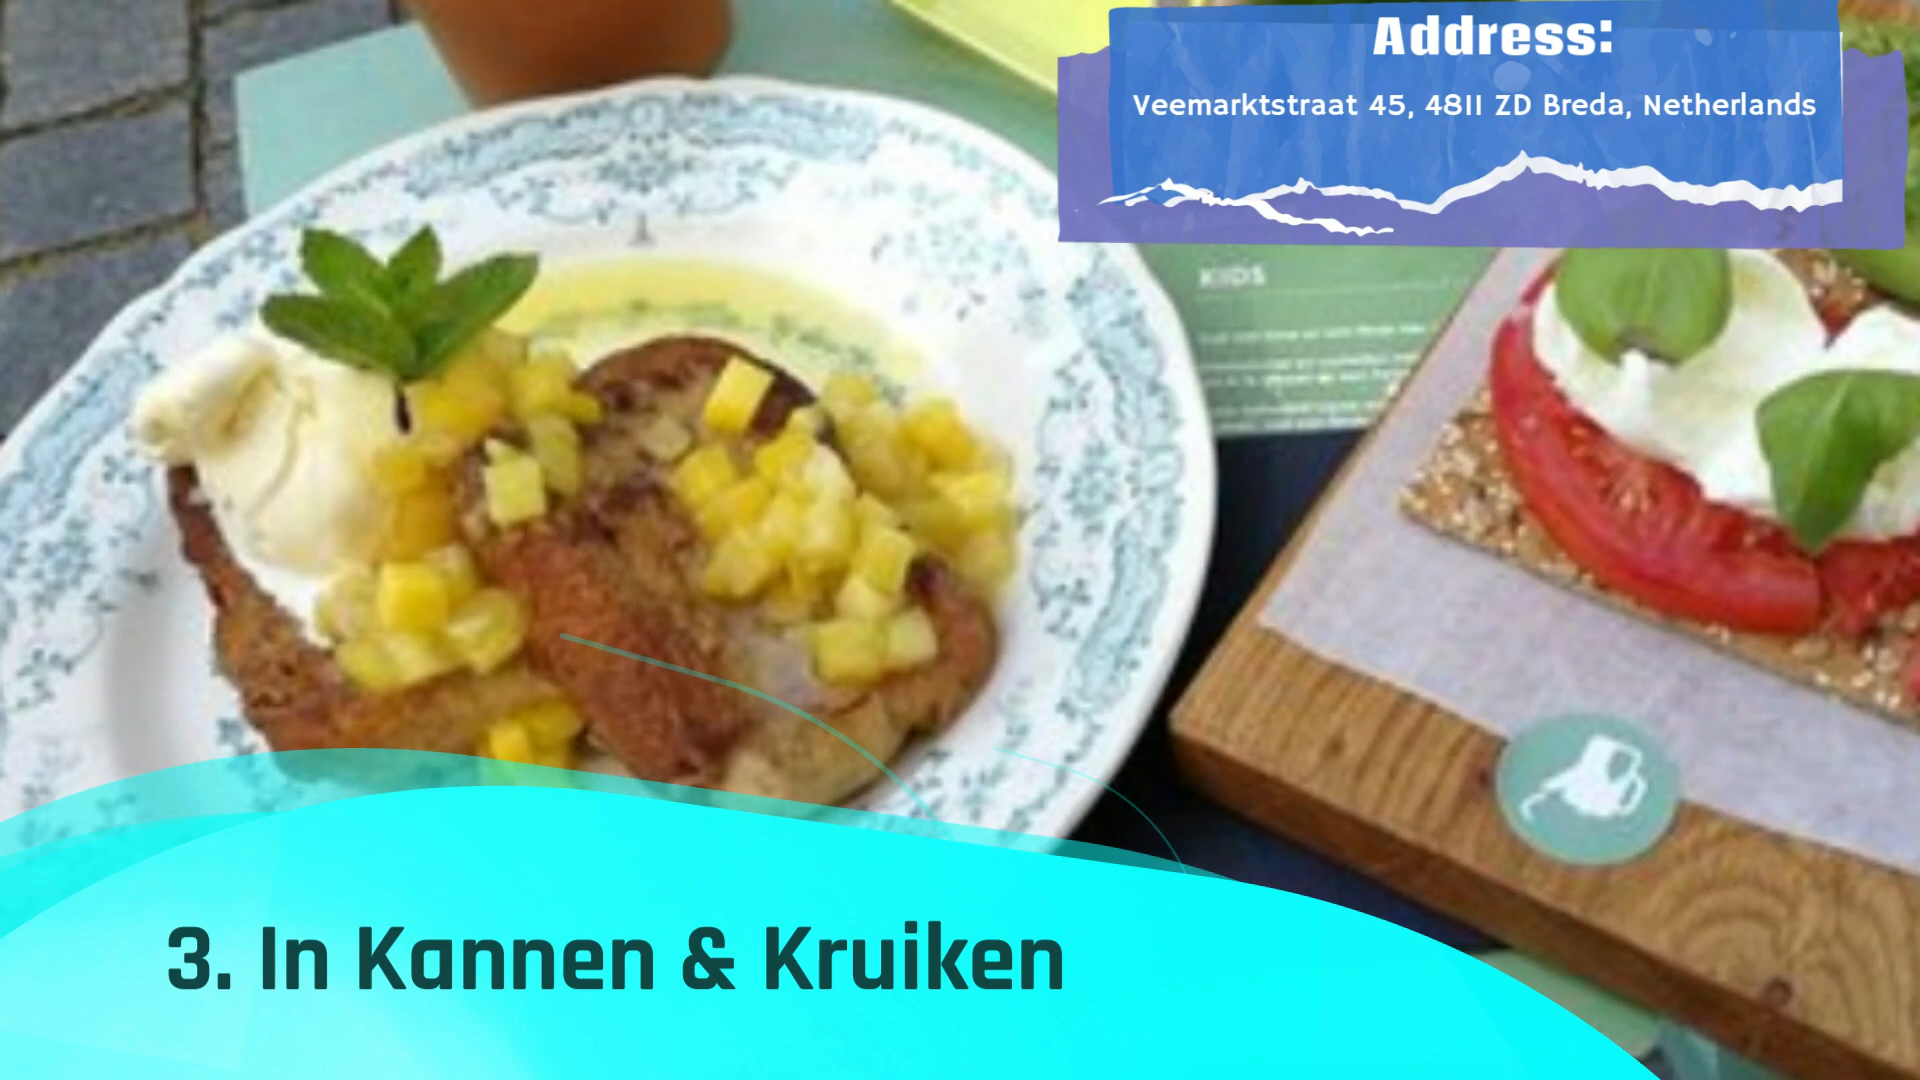 Address:
Veemarktstraat 45, 4811 ZD Breda, Netherlands
KIDS
3. In Kannen & Kruiken